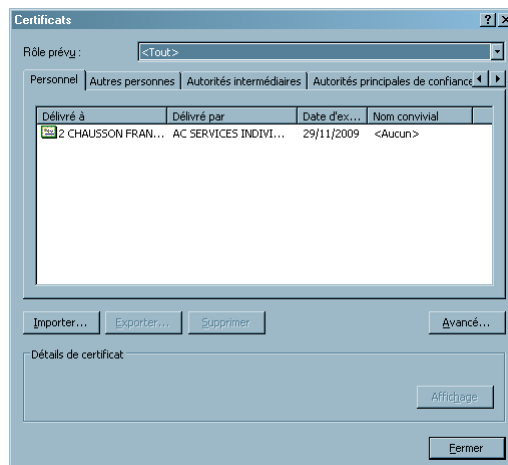 Certificats
Rôle prévu : <Tout>
Personnel Autres personnes Autorités intermédiaires Autorités principales de confiance
Délivré à Délivré par Date d'ex... Nom convivial
2 CHAUSSON FRAN... AC SERVICES INDIVI... 29/11/2009 <Aucun>
Importer... Exporter... Supprimer Avancé...
Détails de certificat
Affichage
Fermer